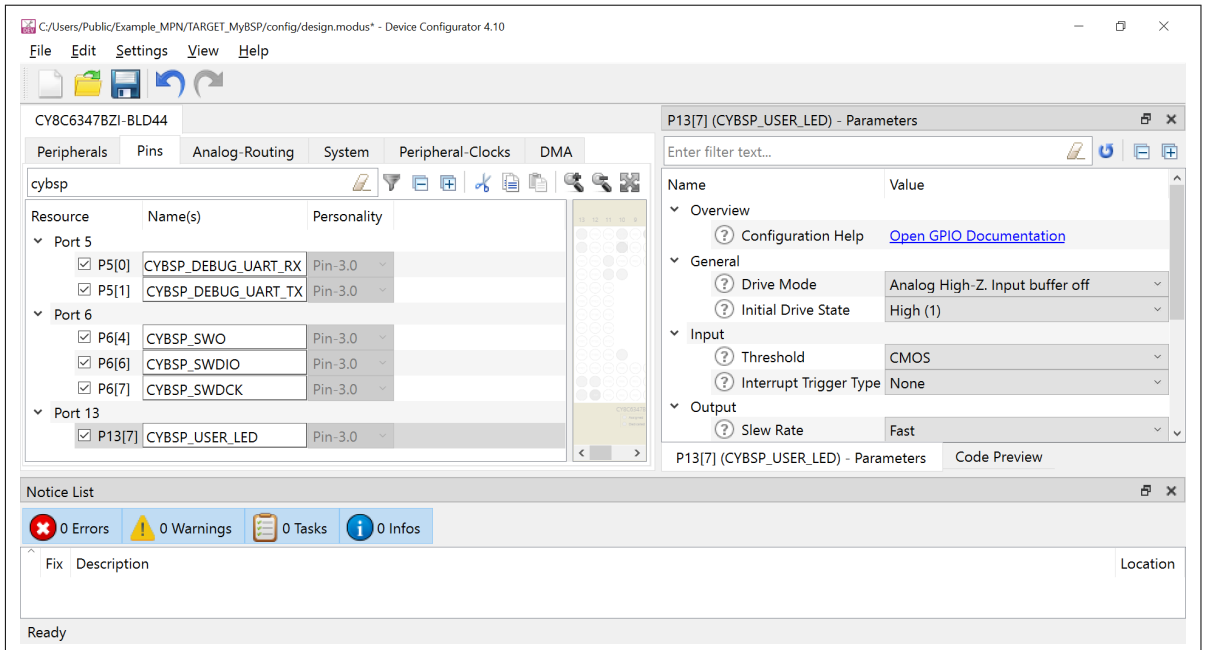 C:/Users/Public/Example_MPN/TARGET_MyBSP/config/design.modus* - Device Configurator 4.10
File Edit Settings View Help
CY8C6347BZI-BLD44
Peripherals Pins Analog-Routing System Peripheral-Clocks DMA
cybsp
Resource Name(s) Personality
Port 5
P5[0] CYBSP_DEBUG_UART_RX Pin-3.0
P5[1] CYBSP_DEBUG_UART_TX Pin-3.0
Port 6
P6[4] CYBSP_SWO Pin-3.0
P6[6] CYBSP_SWDIO Pin-3.0
P6[7] CYBSP_SWDCK Pin-3.0
Port 13
P13[7] CYBSP_USER_LED Pin-3.0
13 12 11 10 9
P13[7] (CYBSP_USER_LED) - Parameters
Enter filter text...
Name Value
Overview
Configuration Help Open GPIO Documentation
General
Drive Mode Analog High-Z. Input buffer off
Initial Drive State High (1)
Input
Threshold CMOS
Interrupt Trigger Type None
Output
Slew Rate Fast
P13[7] (CYBSP_USER_LED) - Parameters Code Preview
Notice List
0 Errors 0 Warnings 0 Tasks 0 Infos
Fix Description Location
Ready